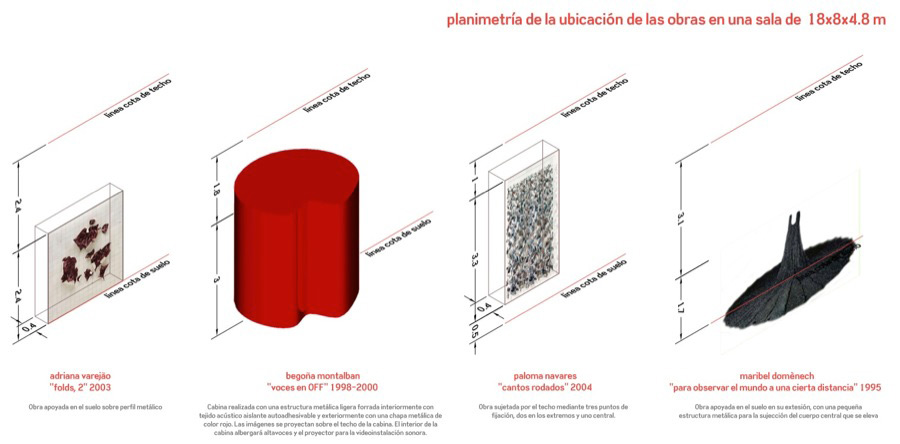 planimetría de la ubicación de las obras en una sala de 18x8x4.8 m
linea cota de techo
linea cota de techo
linea cota de techo
linea cota de techo
2.4
2.4
0.4
linea cota de suelo
1.8
3
linea cota de suelo
1
3.3
0.4
0.5
linea cota de suelo
3.1
1.7
adriana varejão
"folds, 2" 2003
Obra apoyada en el suelo sobre perfil metálico
begoña montalban
"voces en OFF" 1998-2000
Cabina realizada con una estructura metálica ligera forrada interiormente con
tejido acústico aislante autoadhesivable y exteriormente con una chapa metálica de
color rojo. Las imágenes se proyectan sobre el techo de la cabina. El interior de la
cabina albergará altavoces y el proyector para la videoinstalación sonora.
paloma navares
"cantos rodados" 2004
Obra sujetada por el techo mediante tres puntos de
fijación, dos en los extremos y uno central.
maribel domènech
"para observar el mundo a una cierta distancia" 1995
Obra apoyada en el suelo en su extesión, con una pequeña
estructura metálica para la sujección del cuerpo central que se eleva